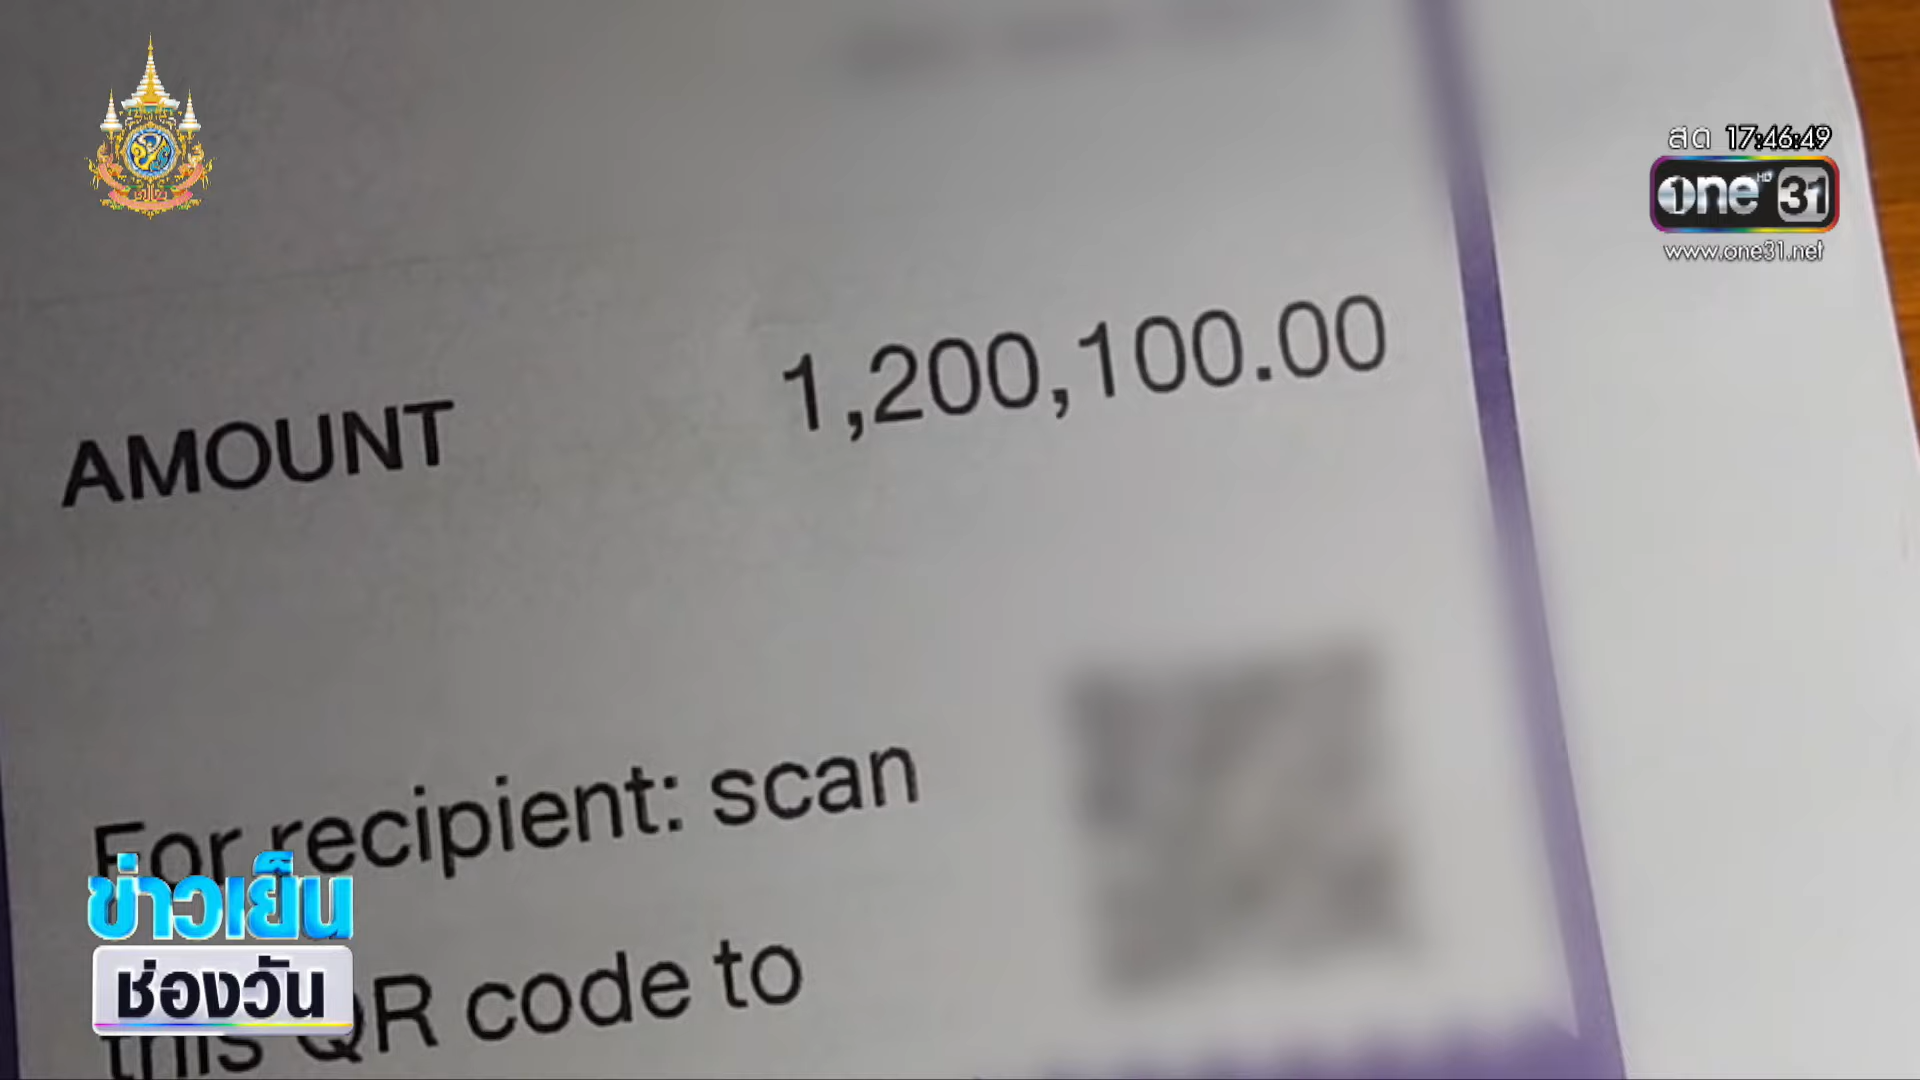 สด 17:46:49
one HD 31
www.one31.net
AMOUNT 1,200,100.00
For recipient: scan
this QR code to
ข่าวเย็น
ช่องวัน